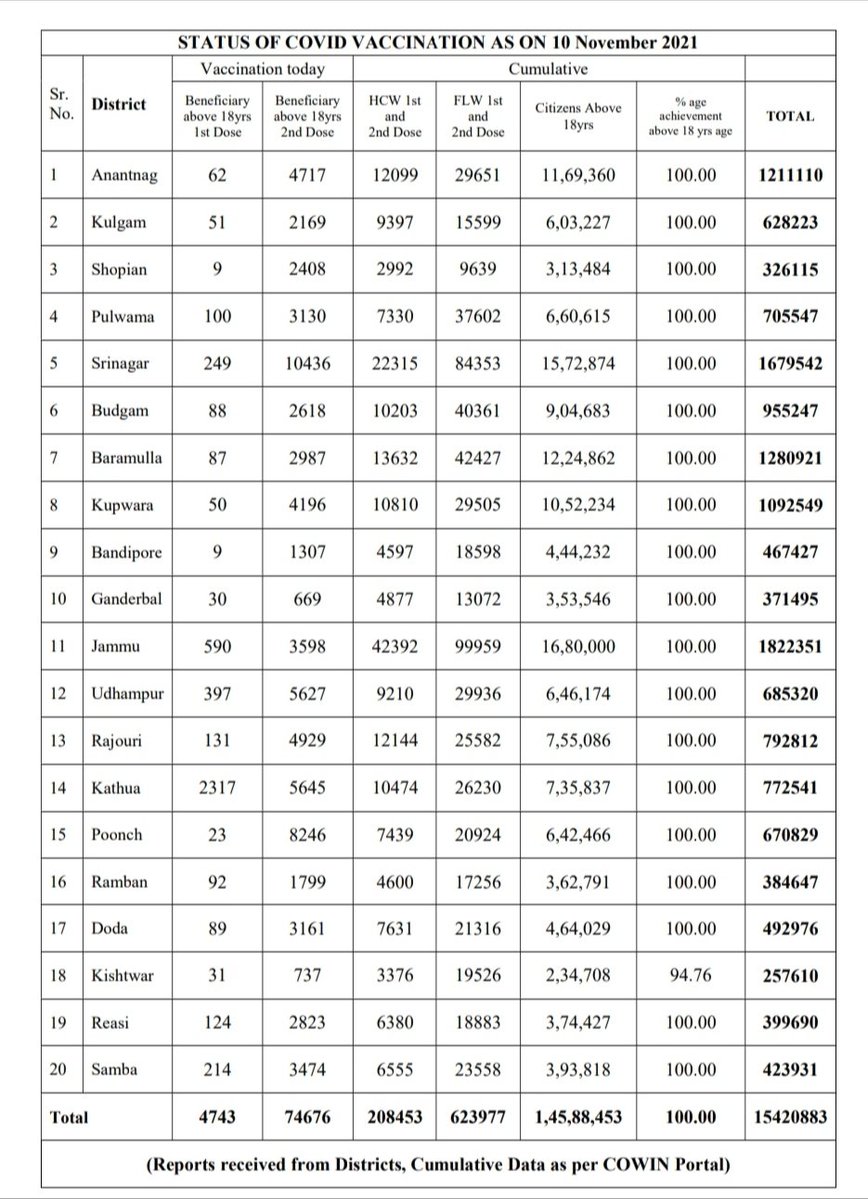 STATUS OF COVID VACCINATION AS ON 10 November 2021
Sr. No. District Vaccination today Cumulative
Beneficiary above 18yrs 1st Dose Beneficiary above 18yrs 2nd Dose HCW 1st and 2nd Dose FLW 1st and 2nd Dose Citizens Above 18yrs % age achievement above 18 yrs age TOTAL
1 Anantnag 62 4717 12099 29651 11,69,360 100.00 1211110
2 Kulgam 51 2169 9397 15599 6,03,227 100.00 628223
3 Shopian 9 2408 2992 9639 3,13,484 100.00 326115
4 Pulwama 100 3130 7330 37602 6,60,615 100.00 705547
5 Srinagar 249 10436 22315 84353 15,72,874 100.00 1679542
6 Budgam 88 2618 10203 40361 9,04,683 100.00 955247
7 Baramulla 87 2987 13632 42427 12,24,862 100.00 1280921
8 Kupwara 50 4196 10810 29505 10,52,234 100.00 1092549
9 Bandipore 9 1307 4597 18598 4,44,232 100.00 467427
10 Ganderbal 30 669 4877 13072 3,53,546 100.00 371495
11 Jammu 590 3598 42392 99959 16,80,000 100.00 1822351
12 Udhampur 397 5627 9210 29936 6,46,174 100.00 685320
13 Rajouri 131 4929 12144 25582 7,55,086 100.00 792812
14 Kathua 2317 5645 10474 26230 7,35,837 100.00 772541
15 Poonch 23 8246 7439 20924 6,42,466 100.00 670829
16 Ramban 92 1799 4600 17256 3,62,791 100.00 384647
17 Doda 89 3161 7631 21316 4,64,029 100.00 492976
18 Kishtwar 31 737 3376 19526 2,34,708 94.76 257610
19 Reasi 124 2823 6380 18883 3,74,427 100.00 399690
20 Samba 214 3474 6555 23558 3,93,818 100.00 423931
Total 4743 74676 208453 623977 1,45,88,453 100.00 15420883
(Reports received from Districts, Cumulative Data as per COWIN Portal)